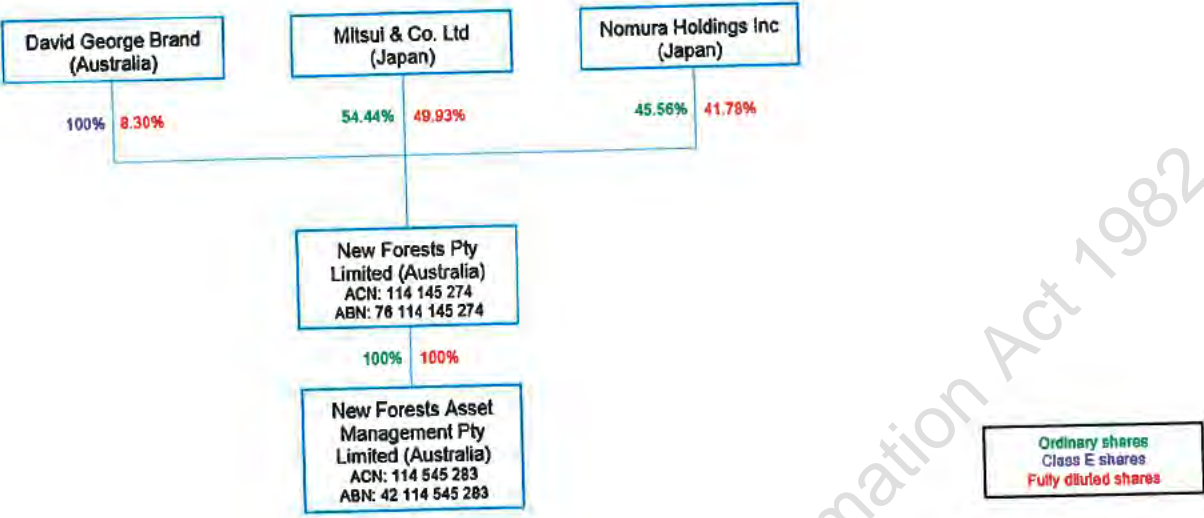 David George Brand
(Australia)
Mitsui & Co. Ltd
(Japan)
Nomura Holdings Inc
(Japan)
100% 8.30%
54.44% 49.93%
45.56% 41.78%
New Forests Pty
Limited (Australia)
ACN: 114 145 274
ABN: 76 114 145 274
100% 100%
New Forests Asset
Management Pty
Limited (Australia)
ACN: 114 545 283
ABN: 42 114 545 283
Ordinary shares
Class E shares
Fully diluted shares
mation Act 1982